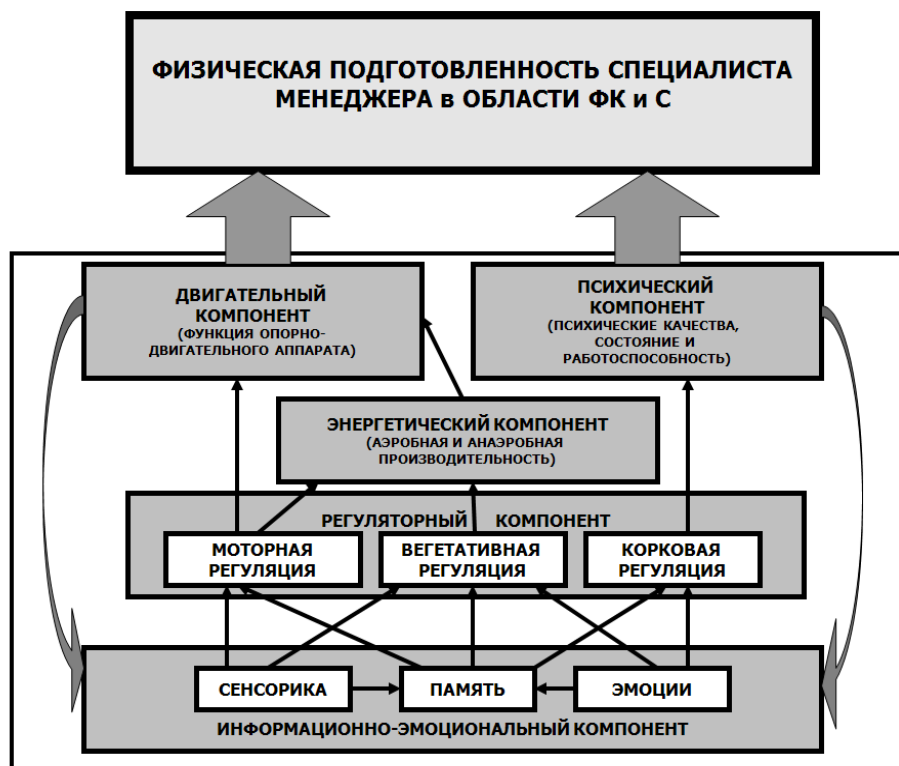 ФИЗИЧЕСКАЯ ПОДГОТОВЛЕННОСТЬ СПЕЦИАЛИСТА
МЕНЕДЖЕРА в ОБЛАСТИ ФК и С
ДВИГАТЕЛЬНЫЙ
КОМПОНЕНТ
(ФУНКЦИЯ ОПОРНО-
ДВИГАТЕЛЬНОГО АППАРАТА)
ПСИХИЧЕСКИЙ
КОМПОНЕНТ
(ПСИХИЧЕСКИЕ КАЧЕСТВА,
СОСТОЯНИЕ И
РАБОТОСПОСОБНОСТЬ)
ЭНЕРГЕТИЧЕСКИЙ КОМПОНЕНТ
(АЭРОБНАЯ И АНАЭРОБНАЯ
ПРОИЗВОДИТЕЛЬНОСТЬ)
РЕГУЛЯТОРНЫЙ КОМПОНЕНТ
МОТОРНАЯ
РЕГУЛЯЦИЯ
ВЕГЕТАТИВНАЯ
РЕГУЛЯЦИЯ
КОРКОВАЯ
РЕГУЛЯЦИЯ
СЕНСОРИКА
ПАМЯТЬ
ЭМОЦИИ
ИНФОРМАЦИОННО-ЭМОЦИОНАЛЬНЫЙ КОМПОНЕНТ